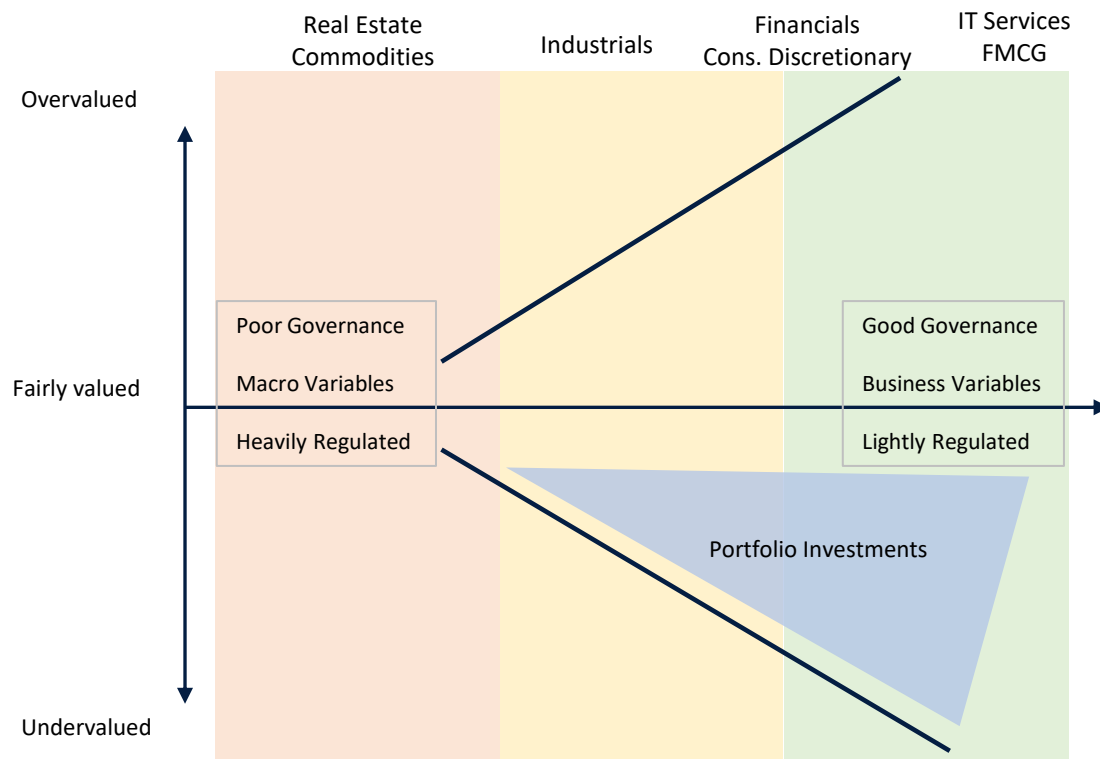 Real Estate
Commodities
Industrials
Financials
Cons. Discretionary
IT Services
FMCG
Overvalued
Fairly valued
Undervalued
Poor Governance
Macro Variables
Heavily Regulated
Good Governance
Business Variables
Lightly Regulated
Portfolio Investments